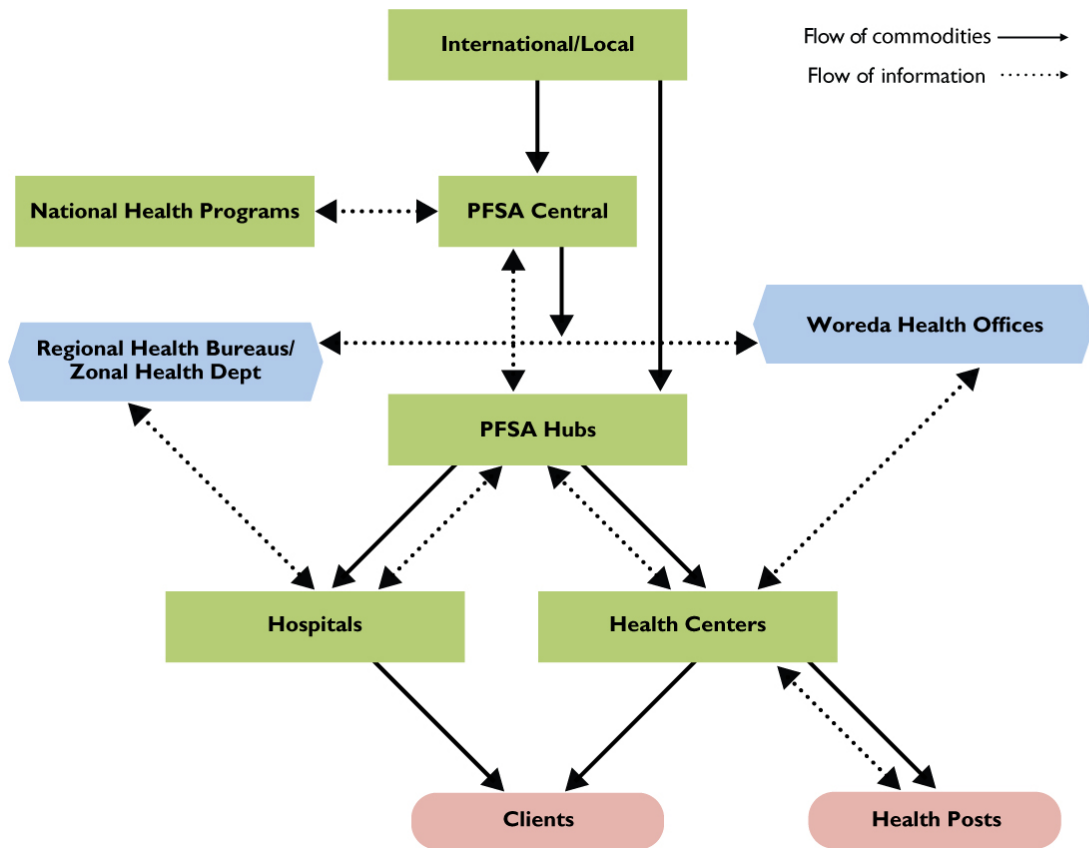 International/Local
Flow of commodities
Flow of information
National Health Programs
PFSA Central
Regional Health Bureaus/
Zonal Health Dept
Woreda Health Offices
PFSA Hubs
Hospitals
Health Centers
Clients
Health Posts